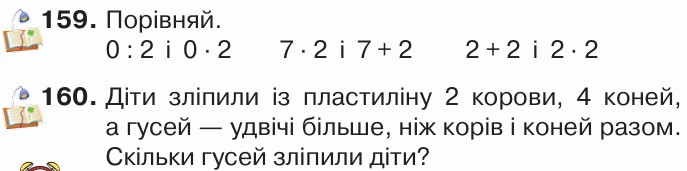 159. Порівняй.
0 : 2 і 0 · 2 7 · 2 і 7 + 2 2 + 2 і 2 · 2
160. Діти зліпили із пластиліну 2 корови, 4 коней,
а гусей — удвічі більше, ніж корів і коней разом.
Скільки гусей зліпили діти?